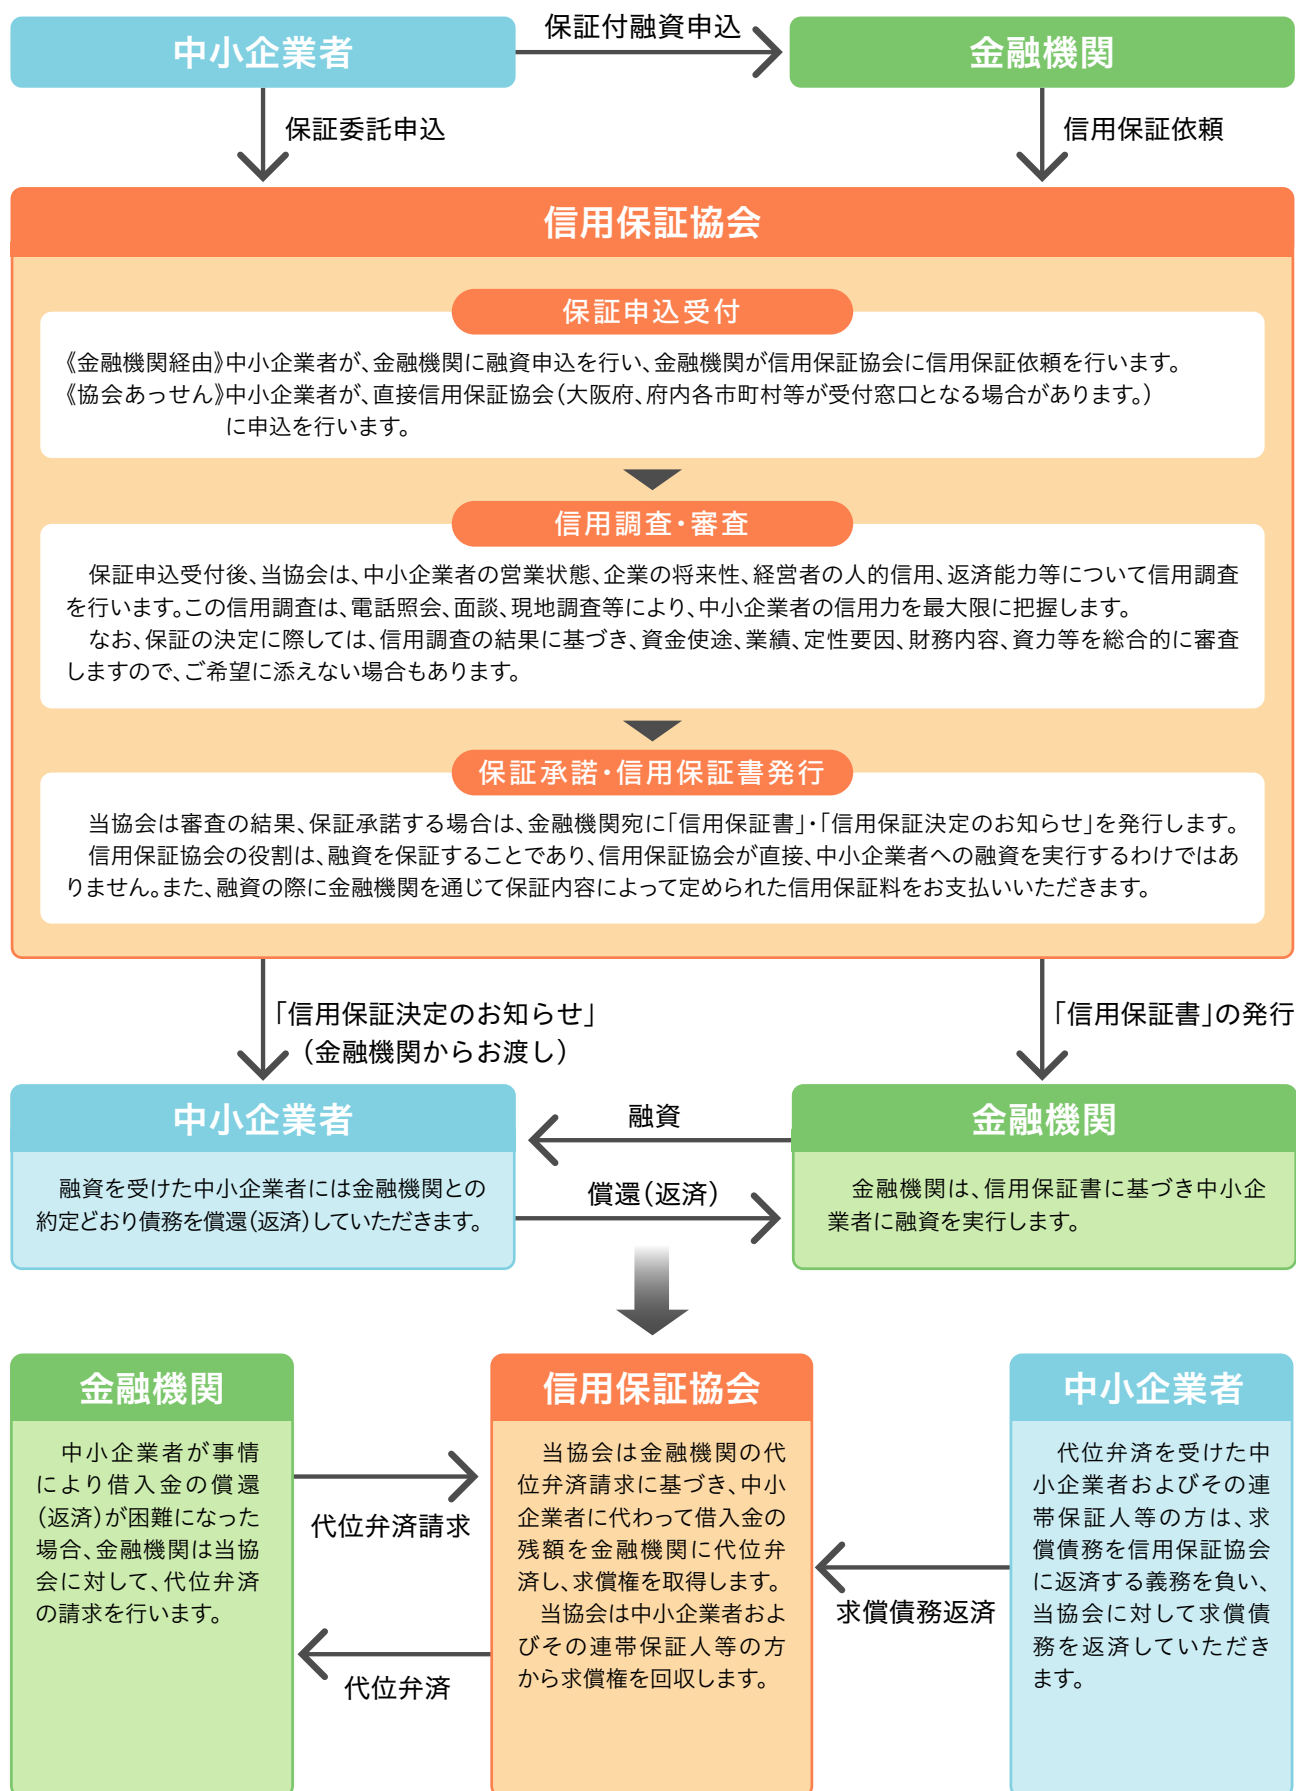 中小企業者
保証付融資申込
金融機関
保証委託申込
信用保証依頼
信用保証協会
保証申込受付
《金融機関経由》中小企業者が、金融機関に融資申込を行い、金融機関が信用保証協会に信用保証依頼を行います。
《協会あっせん》中小企業者が、直接信用保証協会(大阪府、府内各市町村等が受付窓口となる場合があります。)
に申込を行います。
信用調査・審査
保証申込受付後、当協会は、中小企業者の営業状態、企業の将来性、経営者の人的信用、返済能力等について信用調査
を行います。この信用調査は、電話照会、面談、現地調査等により、中小企業者の信用力を最大限に把握します。
なお、保証の決定に際しては、信用調査の結果に基づき、資金使途、業績、定性要因、財務内容、資力等を総合的に審査
しますので、ご希望に添えない場合もあります。
保証承諾・信用保証書発行
当協会は審査の結果、保証承諾する場合は、金融機関宛に「信用保証書」・「信用保証決定のお知らせ」を発行します。
信用保証協会の役割は、融資を保証することであり、信用保証協会が直接、中小企業者への融資を実行するわけではあ
りません。また、融資の際に金融機関を通じて保証内容によって定められた信用保証料をお支払いいただきます。
「信用保証決定のお知らせ」
(金融機関からお渡し)
「信用保証書」の発行
中小企業者
融資を受けた中小企業者には金融機関との
約定どおり債務を償還(返済)していただきます。
融資
償還(返済)
金融機関
金融機関は、信用保証書に基づき中小企
業者に融資を実行します。
金融機関
中小企業者が事情
により借入金の償還
(返済)が困難になった
場合、金融機関は当協
会に対して、代位弁済
の請求を行います。
代位弁済請求
代位弁済
信用保証協会
当協会は金融機関の代
位弁済請求に基づき、中小
企業者に代わって借入金の
残額を金融機関に代位弁
済し、求償権を取得します。
当協会は中小企業者およ
びその連帯保証人等の方
から求償権を回収します。
求償債務返済
中小企業者
代位弁済を受けた中
小企業者およびその連
帯保証人等の方は、求
償債務を信用保証協会
に返済する義務を負い、
当協会に対して求償債
務を返済していただき
ます。